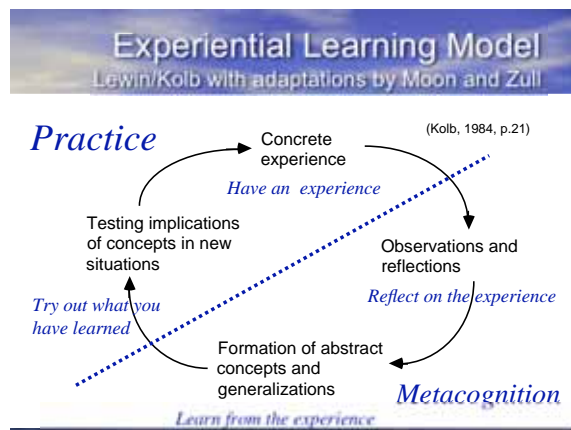 Experiential Learning Model
Lewin/Kolb with adaptations by Moon and Zull
Practice
(Kolb, 1984, p.21)
Concrete
experience
Have an experience
Testing implications
of concepts in new
situations
Observations and
reflections
Try out what you
have learned
Reflect on the experience
Formation of abstract
concepts and
generalizations
Metacognition
Learn from the experience